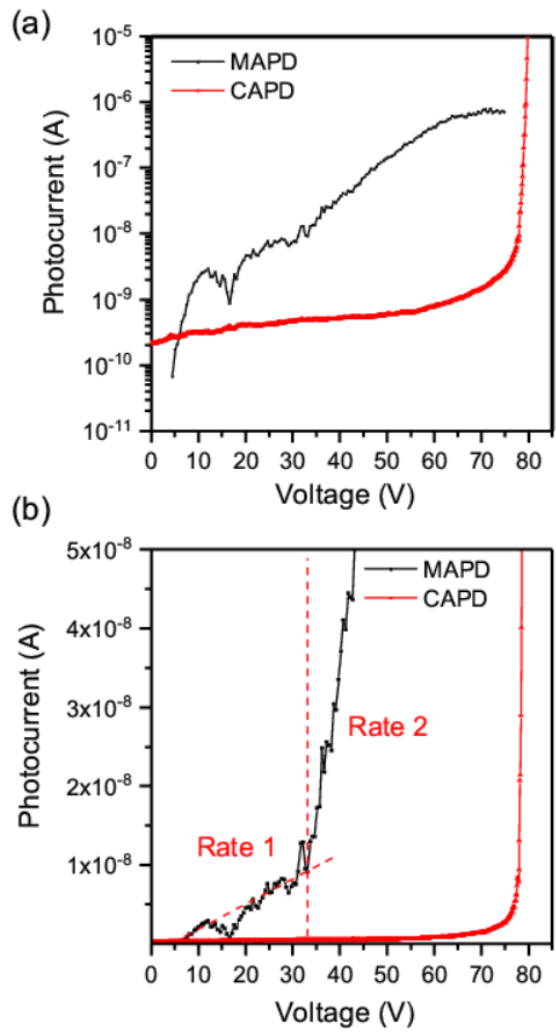 (a)
10⁻⁵
MAPD
CAPD
10⁻⁶
10⁻⁷
10⁻⁸
10⁻⁹
10⁻¹⁰
10⁻¹¹
Photocurrent (A)
0 10 20 30 40 50 60 70 80
Voltage (V)
(b)
5x10⁻⁸
MAPD
CAPD
4x10⁻⁸
3x10⁻⁸
Rate 2
2x10⁻⁸
Rate 1
1x10⁻⁸
Photocurrent (A)
0 10 20 30 40 50 60 70 80
Voltage (V)